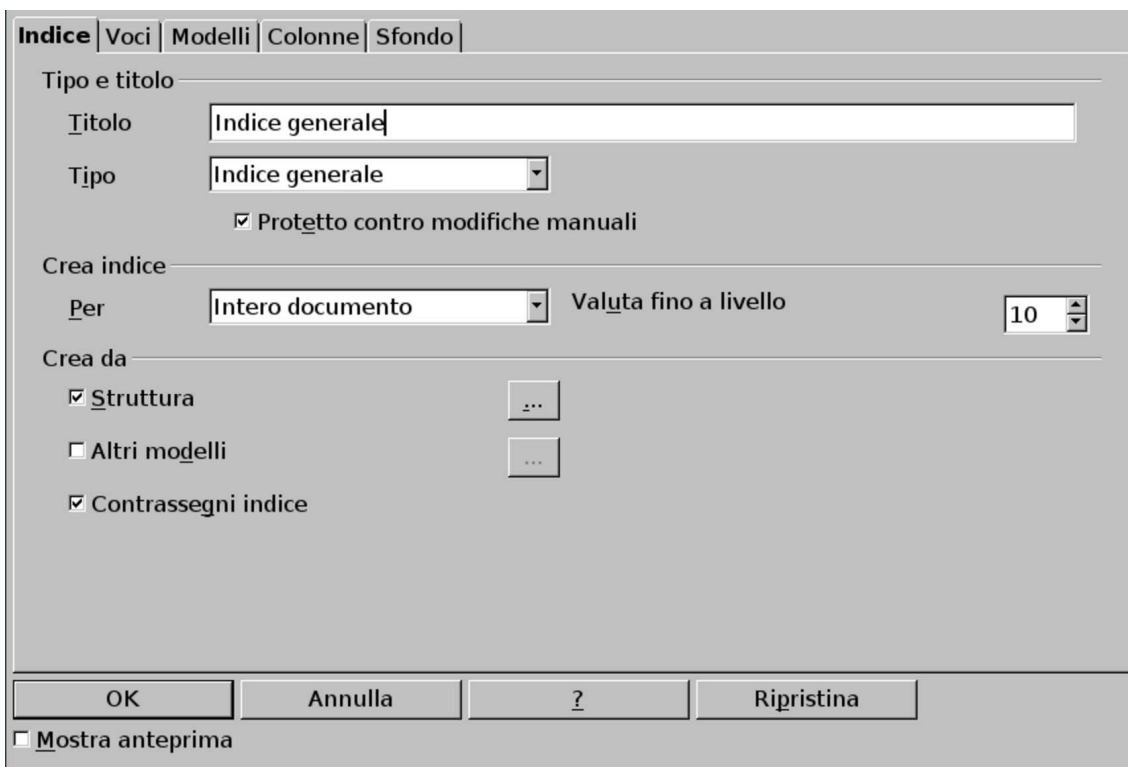 Indice Voci Modelli Colonne Sfondo
Tipo e titolo
Titolo Indice generale
Tipo Indice generale
Protetto contro modifiche manuali
Crea indice
Per Intero documento Valuta fino a livello 10
Crea da
Struttura ...
Altri modelli ...
Contrassegni indice
OK Annulla ? Ripristina
Mostra anteprima